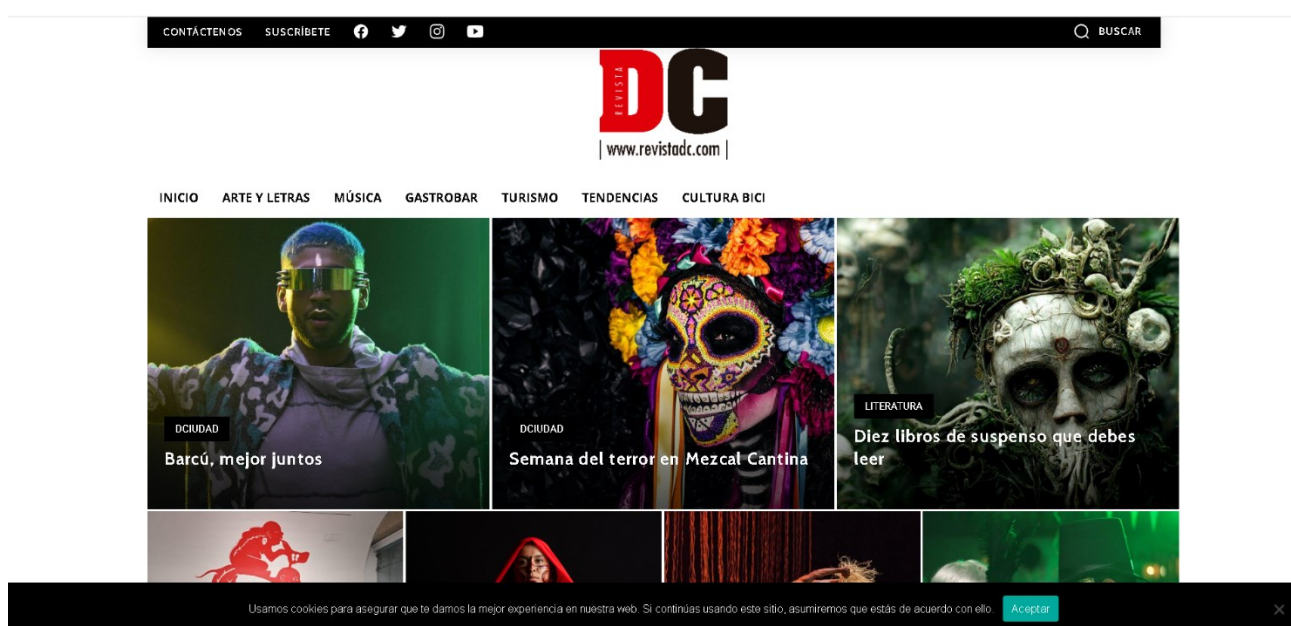 CONTÁCTENOS SUSCRÍBETE BUSCAR
REVISTA
DC
| www.revistadc.com |
INICIO ARTE Y LETRAS MÚSICA GASTROBAR TURISMO TENDENCIAS CULTURA BICI
DCIUDAD
Barcú, mejor juntos
DCIUDAD
Semana del terror en Mezcal Cantina
LITERATURA
Diez libros de suspenso que debes
leer
Usamos cookies para asegurar que te damos la mejor experiencia en nuestra web. Si continúas usando este sitio, asumiremos que estás de acuerdo con ello. Aceptar